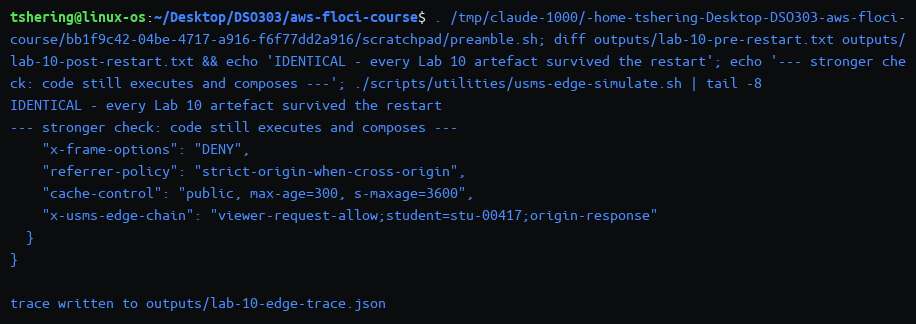 tshering@linux-os:~/Desktop/DSO303/aws-floci-course$ . /tmp/claude-1000/-home-tshering-Desktop-DSO303-aws-floci-
course/bb1f9c42-04be-4717-a916-f6f77dd2a916/scratchpad/preamble.sh; diff outputs/lab-10-pre-restart.txt outputs/
lab-10-post-restart.txt && echo 'IDENTICAL - every Lab 10 artefact survived the restart'; echo '--- stronger che
ck: code still executes and composes ---'; ./scripts/utilities/usms-edge-simulate.sh | tail -8
IDENTICAL - every Lab 10 artefact survived the restart
--- stronger check: code still executes and composes ---
    "x-frame-options": "DENY",
    "referrer-policy": "strict-origin-when-cross-origin",
    "cache-control": "public, max-age=300, s-maxage=3600",
    "x-usms-edge-chain": "viewer-request-allow;student=stu-00417;origin-response"
  }
}
trace written to outputs/lab-10-edge-trace.json